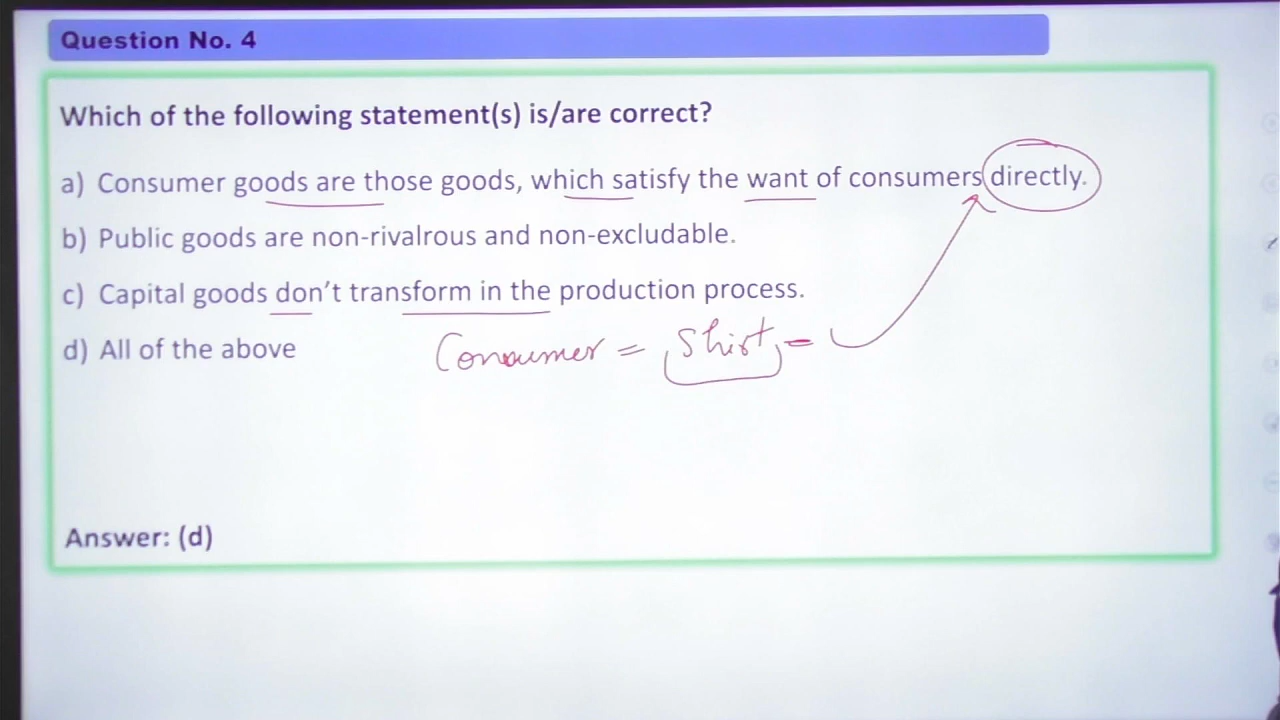 Question No. 4
Which of the following statement(s) is/are correct?
a) Consumer goods are those goods, which satisfy the want of consumers directly.
b) Public goods are non-rivalrous and non-excludable.
c) Capital goods don't transform in the production process.
d) All of the above
Consumer = Shirt =
Answer: (d)